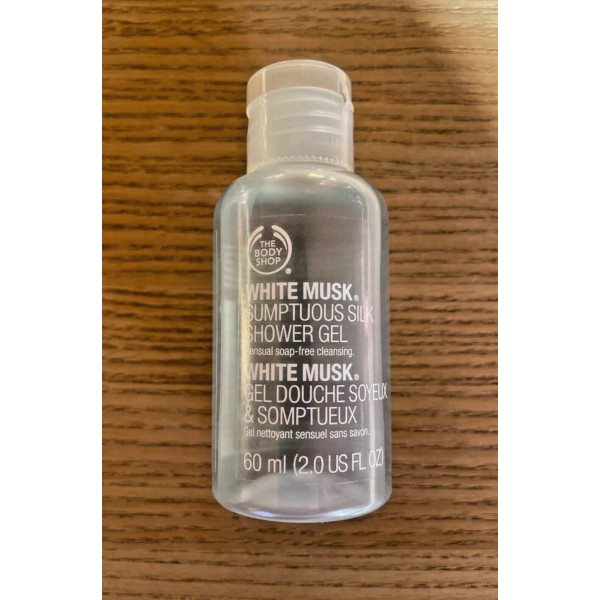 THE
BODY
SHOP
®
WHITE MUSK®
SUMPTUOUS SILK
SHOWER GEL
Sensual soap-free cleansing.
WHITE MUSK®
GEL DOUCHE SOYEUX
& SOMPTUEUX
Gel nettoyant sensuel sans savon.
60 ml (2.0 US FL OZ)